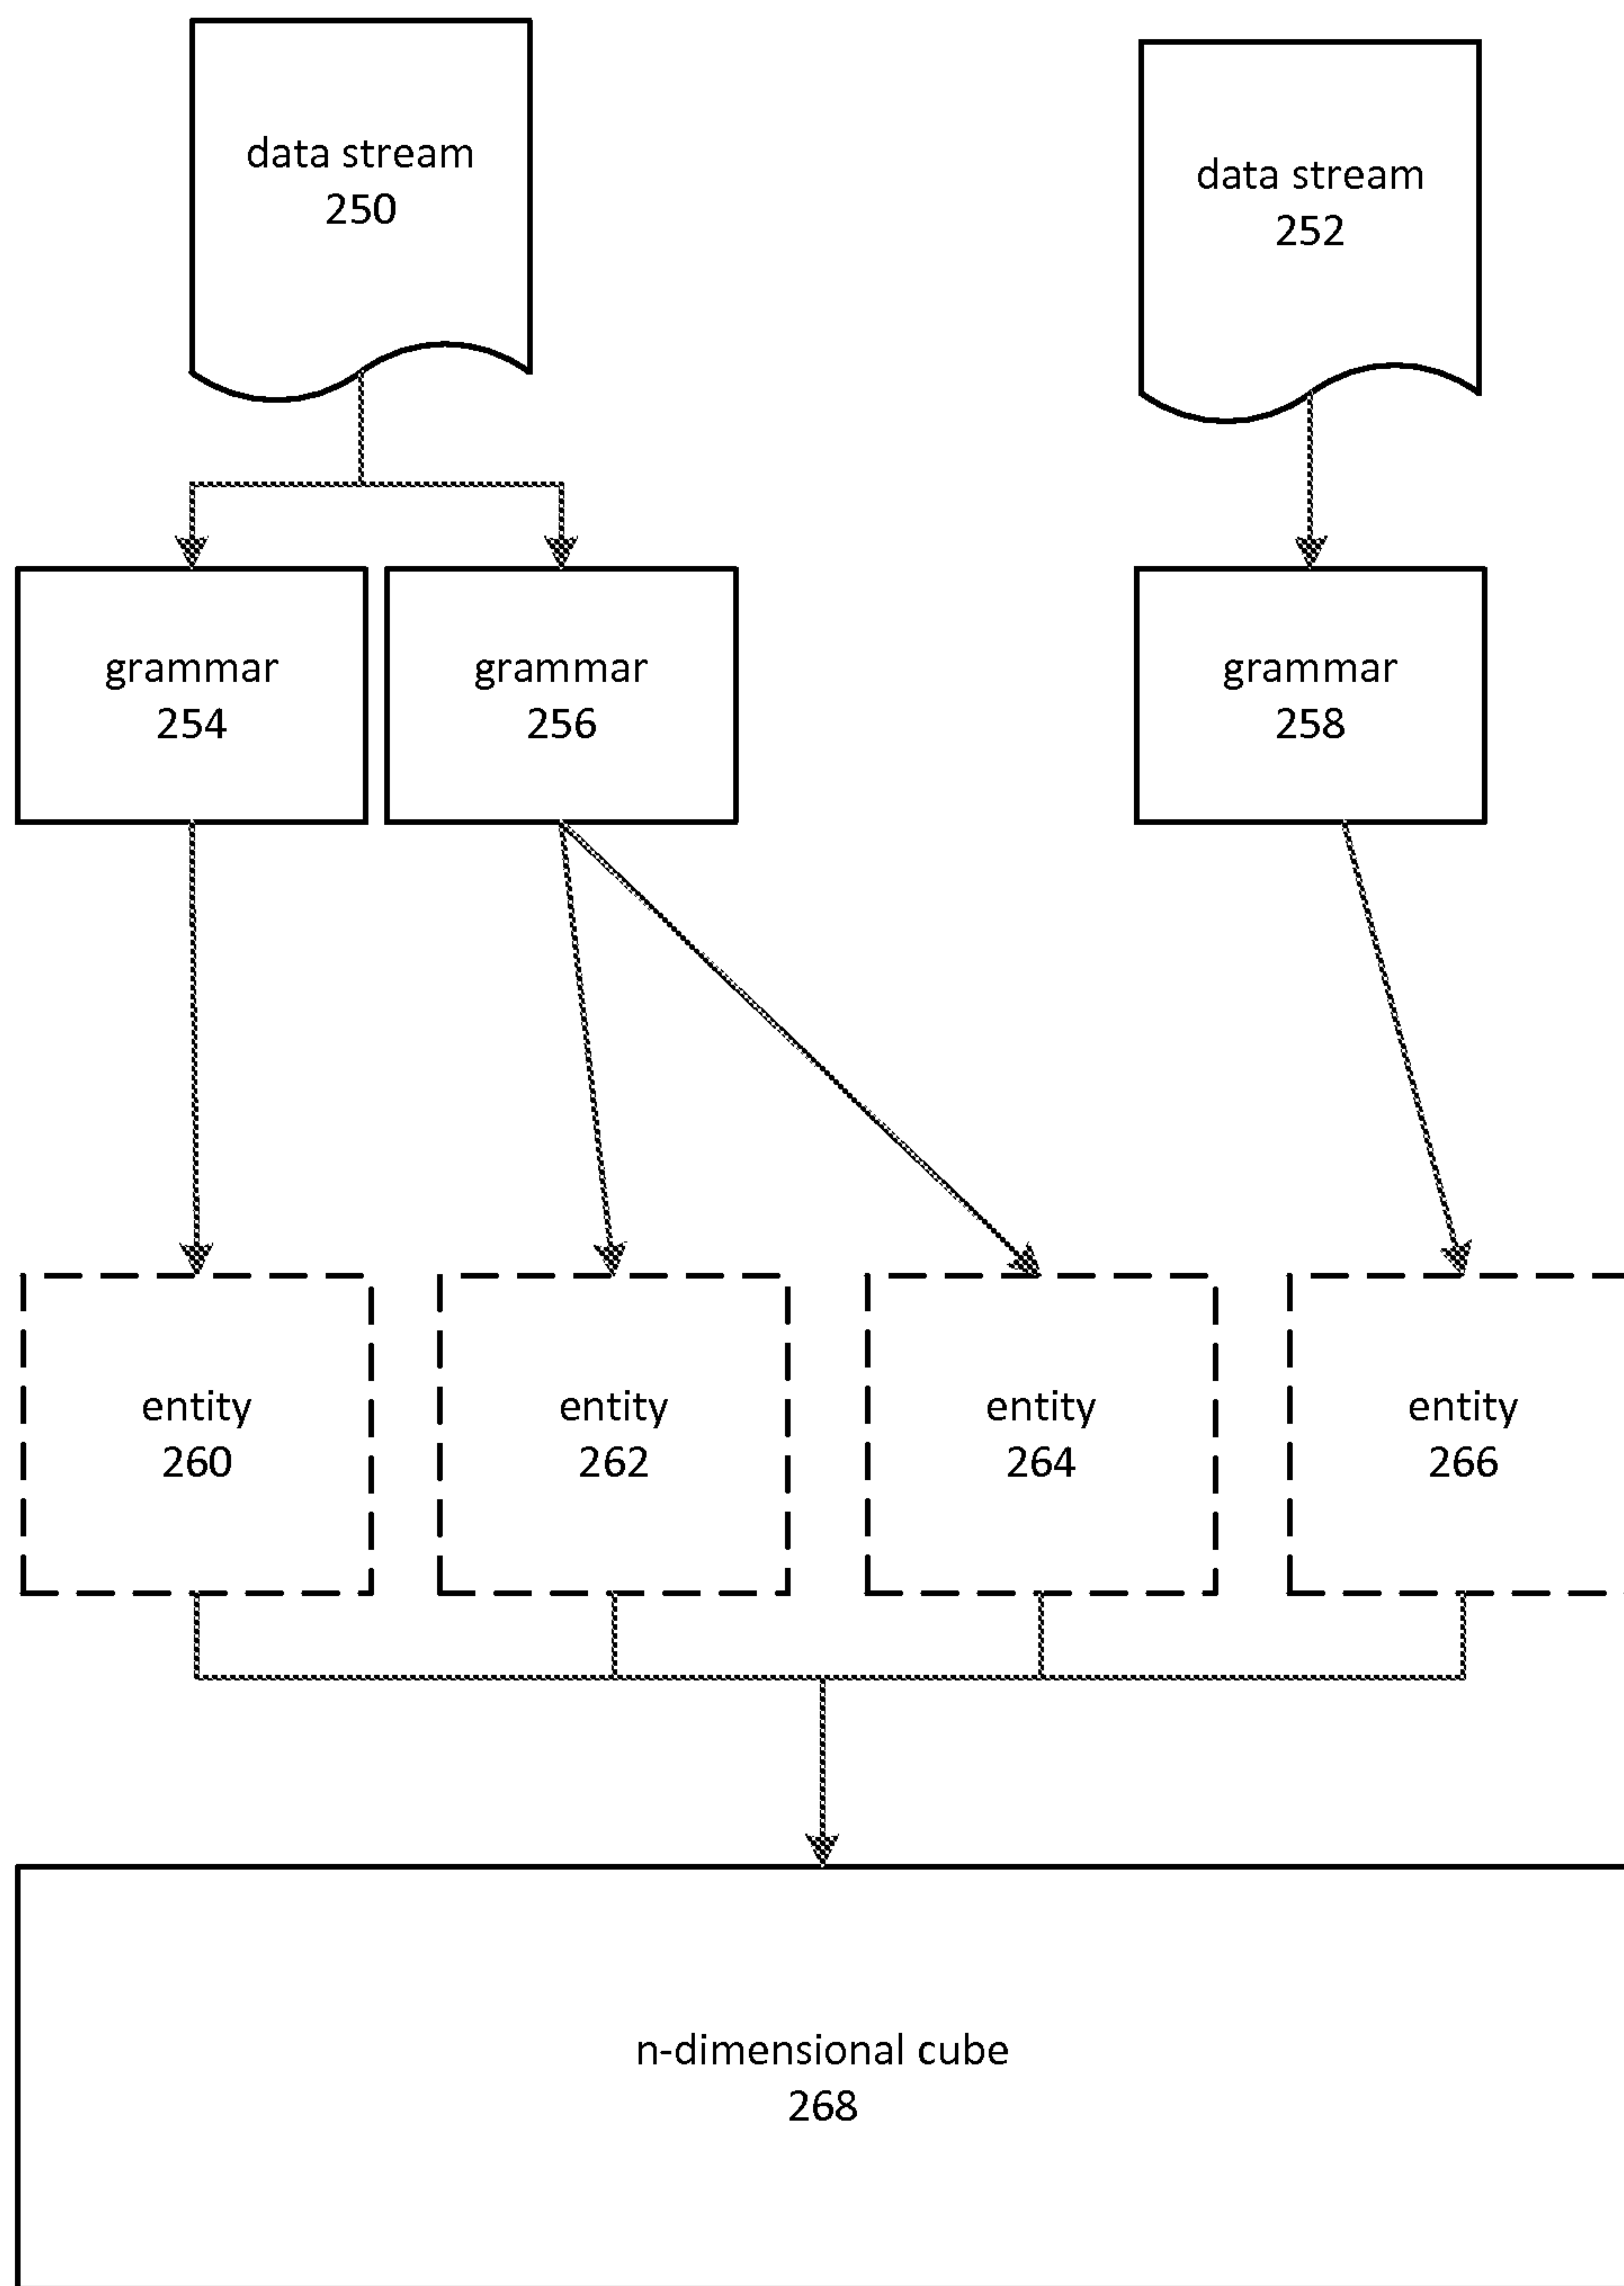 data stream
250
data stream
252
grammar
254
grammar
256
grammar
258
entity
260
entity
262
entity
264
entity
266
n-dimensional cube
268